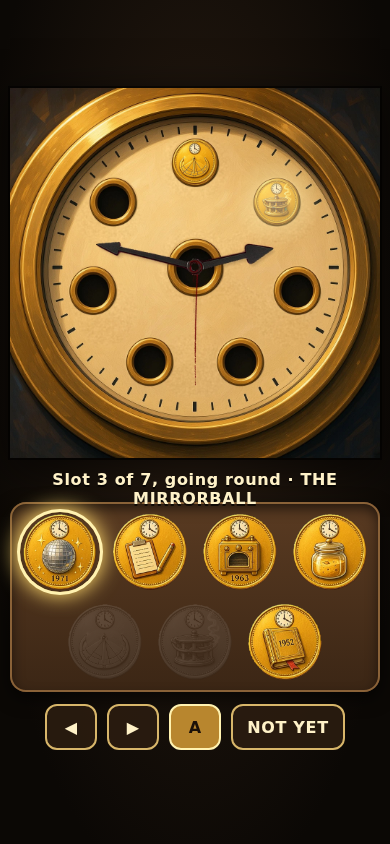 Slot 3 of 7, going round · THE
MIRRORBALL
1971
1963
1952
◀
▶
A
NOT YET